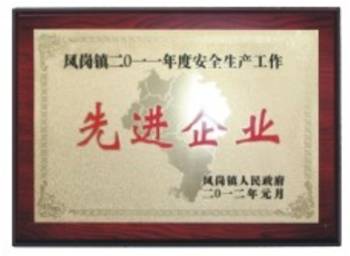 凤岗镇二〇一一年度安全生产工作
先进企业
凤岗镇人民政府
二〇一二年元月